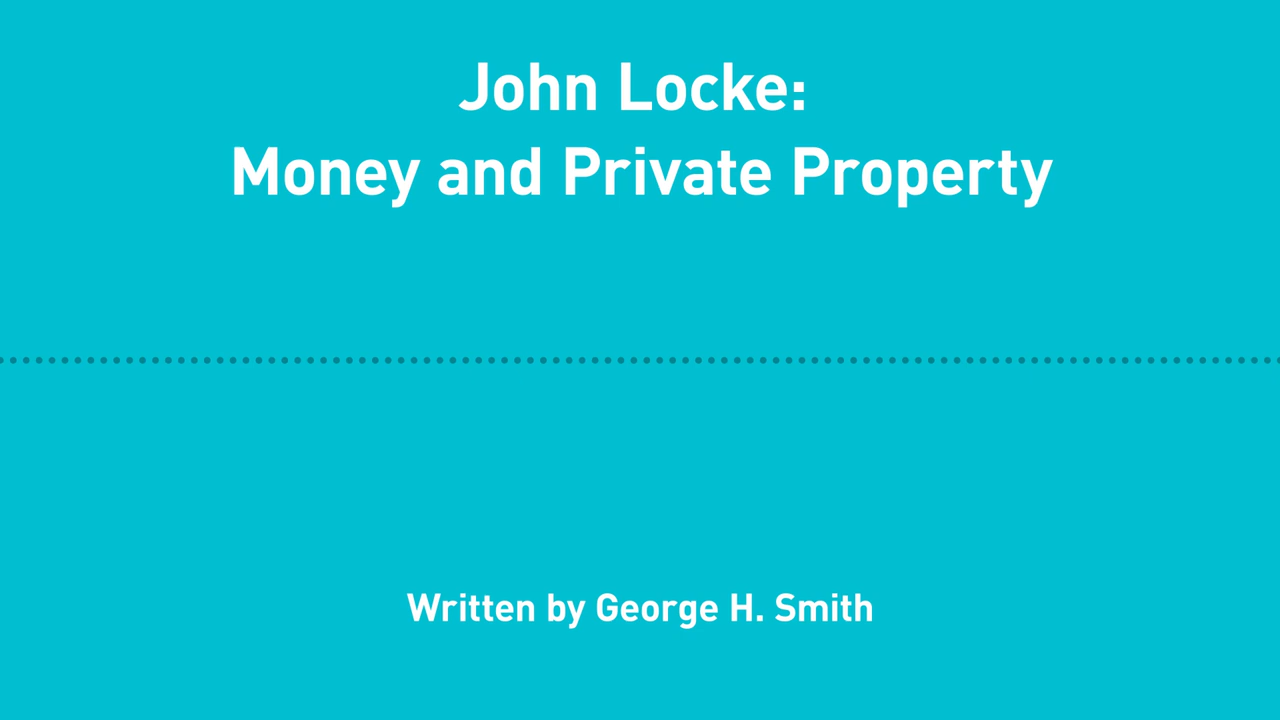 John Locke:
Money and Private Property
Written by George H. Smith